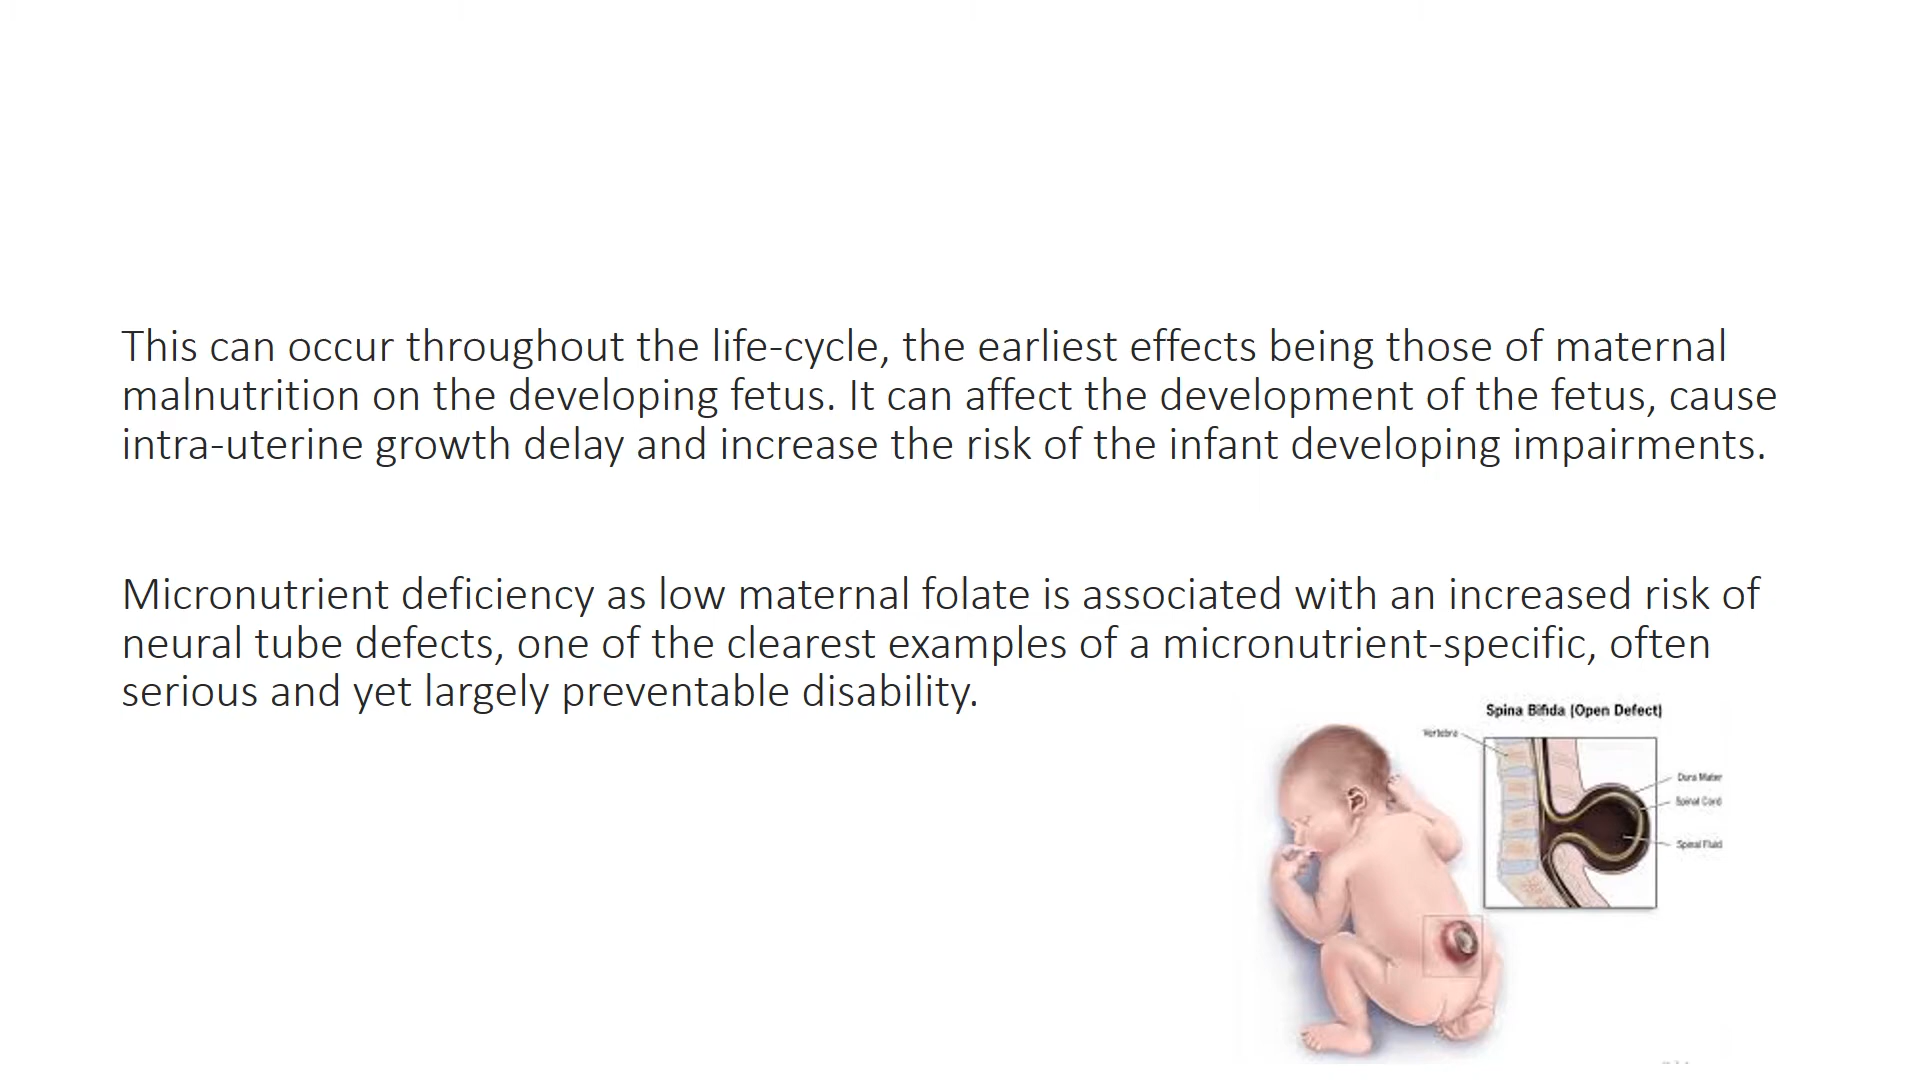 This can occur throughout the life-cycle, the earliest effects being those of maternal
malnutrition on the developing fetus. It can affect the development of the fetus, cause
intra-uterine growth delay and increase the risk of the infant developing impairments.
Micronutrient deficiency as low maternal folate is associated with an increased risk of
neural tube defects, one of the clearest examples of a micronutrient-specific, often
serious and yet largely preventable disability.
Spina Bifida (Open Defect)
Vertebra
Dura Mater
Spinal Cord
Spinal Fluid